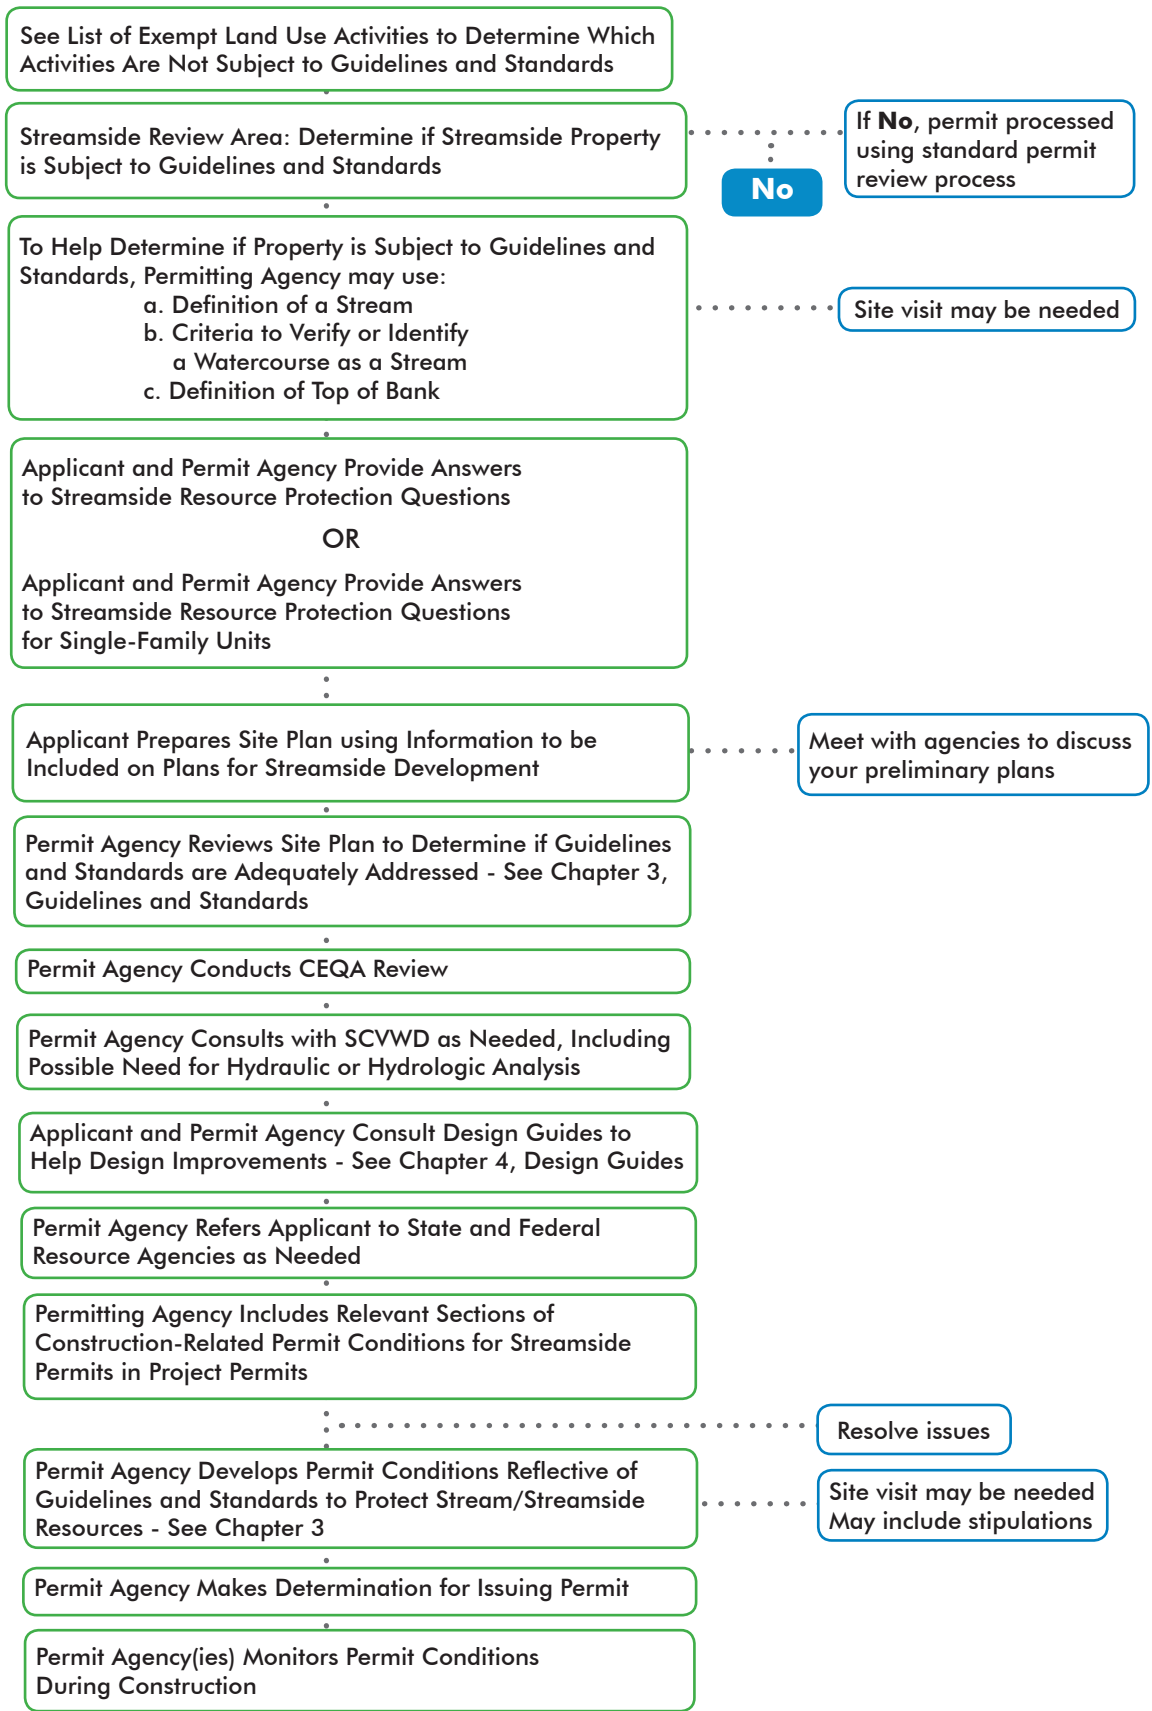 See List of Exempt Land Use Activities to Determine Which
Activities Are Not Subject to Guidelines and Standards
Streamside Review Area: Determine if Streamside Property
is Subject to Guidelines and Standards
If No, permit processed
using standard permit
review process
No
To Help Determine if Property is Subject to Guidelines and
Standards, Permitting Agency may use:
a. Definition of a Stream
b. Criteria to Verify or Identify
a Watercourse as a Stream
c. Definition of Top of Bank
Site visit may be needed
Applicant and Permit Agency Provide Answers
to Streamside Resource Protection Questions
OR
Applicant and Permit Agency Provide Answers
to Streamside Resource Protection Questions
for Single-Family Units
Applicant Prepares Site Plan using Information to be
Included on Plans for Streamside Development
Meet with agencies to discuss
your preliminary plans
Permit Agency Reviews Site Plan to Determine if Guidelines
and Standards are Adequately Addressed - See Chapter 3,
Guidelines and Standards
Permit Agency Conducts CEQA Review
Permit Agency Consults with SCVWD as Needed, Including
Possible Need for Hydraulic or Hydrologic Analysis
Applicant and Permit Agency Consult Design Guides to
Help Design Improvements - See Chapter 4, Design Guides
Permit Agency Refers Applicant to State and Federal
Resource Agencies as Needed
Permitting Agency Includes Relevant Sections of
Construction-Related Permit Conditions for Streamside
Permits in Project Permits
Resolve issues
Permit Agency Develops Permit Conditions Reflective of
Guidelines and Standards to Protect Stream/Streamside
Resources - See Chapter 3
Site visit may be needed
May include stipulations
Permit Agency Makes Determination for Issuing Permit
Permit Agency(ies) Monitors Permit Conditions
During Construction